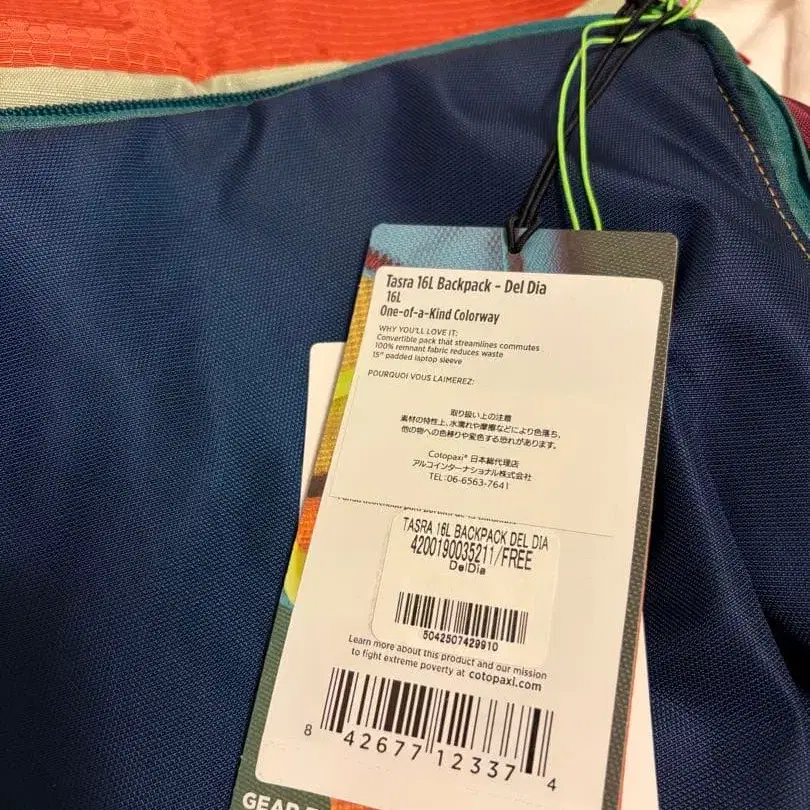 Tasra 16L Backpack - Del Dia
16L
One-of-a-Kind Colorway
WHY YOU'LL LOVE IT:
Convertible pack that streamlines commutes
100% remnant fabric reduces waste
15" padded laptop sleeve
POURQUOI VOUS LAIMEREZ:
取り扱い上の注意
素材の特性上、水濡れや摩擦などにより色落ち、
他の物への色移りや変色する恐れがあります。
Cotopaxi® 日本総代理店
アルコインターナショナル株式会社
TEL:06-6563-7641
TASRA 16L BACKPACK DEL DIA
4200190035211/FREE
DelDia
5042507429910
Learn more about this product and our mission
to fight extreme poverty at cotopaxi.com
8 42677 12337 4
GEAR